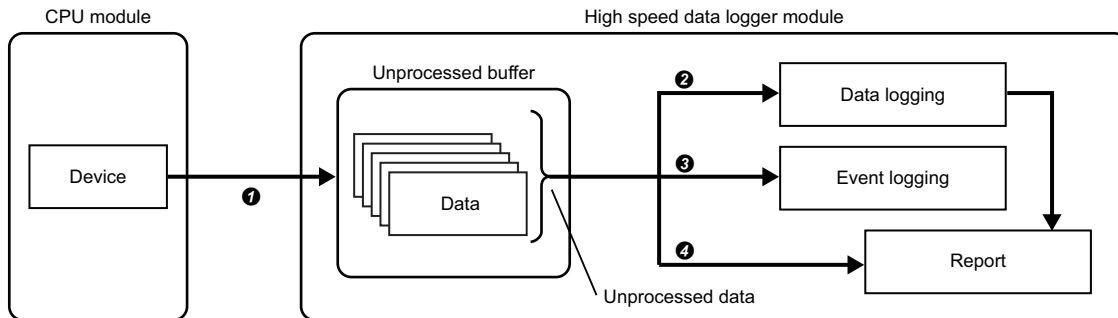 CPU module
High speed data logger module
Unprocessed buffer
❷
Data logging
❸
Device
Event logging
❶
Data
❹
Report
Unprocessed data